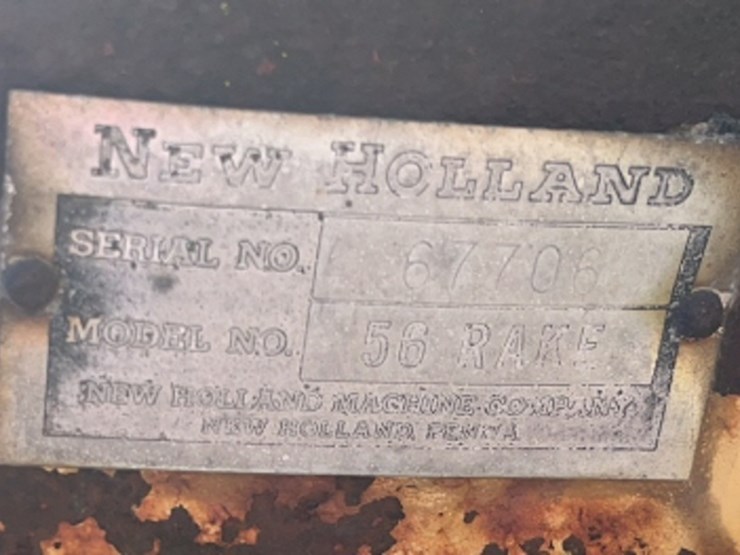 NEW HOLLAND
SERIAL NO. 67706
MODEL NO. 56 RAKE
NEW HOLLAND MACHINE COMPANY
NEW HOLLAND, PENNA